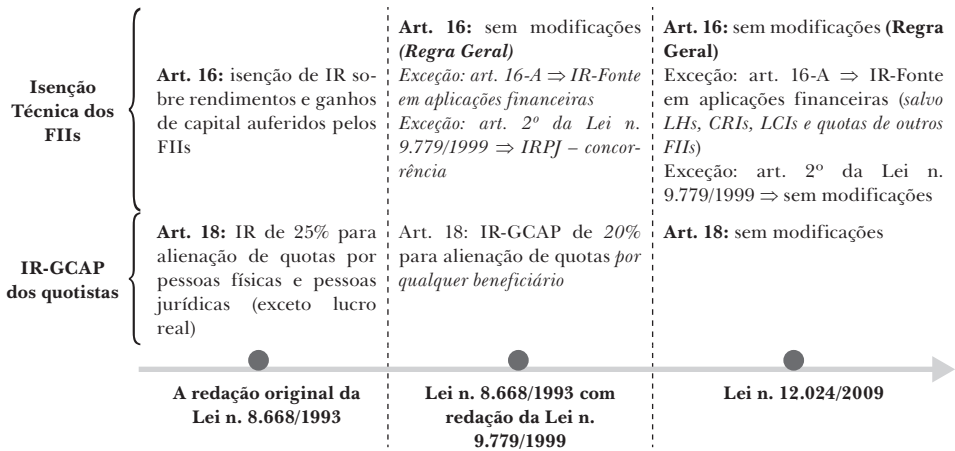 Isenção
Técnica dos
FIIs
Art. 16: isenção de IR so-
bre rendimentos e ganhos
de capital auferidos pelos
FIIs
Art. 16: sem modificações
(Regra Geral)
Exceção: art. 16-A ⇒ IR-Fonte
em aplicações financeiras
Exceção: art. 2º da Lei n.
9.779/1999 ⇒ IRPJ – concor-
rência
Art. 16: sem modificações (Regra
Geral)
Exceção: art. 16-A ⇒ IR-Fonte
em aplicações financeiras (salvo
LHs, CRIs, LCIs e quotas de outros
FIIs)
Exceção: art. 2º da Lei n.
9.779/1999 ⇒ sem modificações
IR-GCAP
dos quotistas
Art. 18: IR de 25% para
alienação de quotas por
pessoas físicas e pessoas
jurídicas (exceto lucro
real)
Art. 18: IR-GCAP de 20%
para alienação de quotas por
qualquer beneficiário
Art. 18: sem modificações
A redação original da
Lei n. 8.668/1993
Lei n. 8.668/1993 com
redação da Lei n.
9.779/1999
Lei n. 12.024/2009